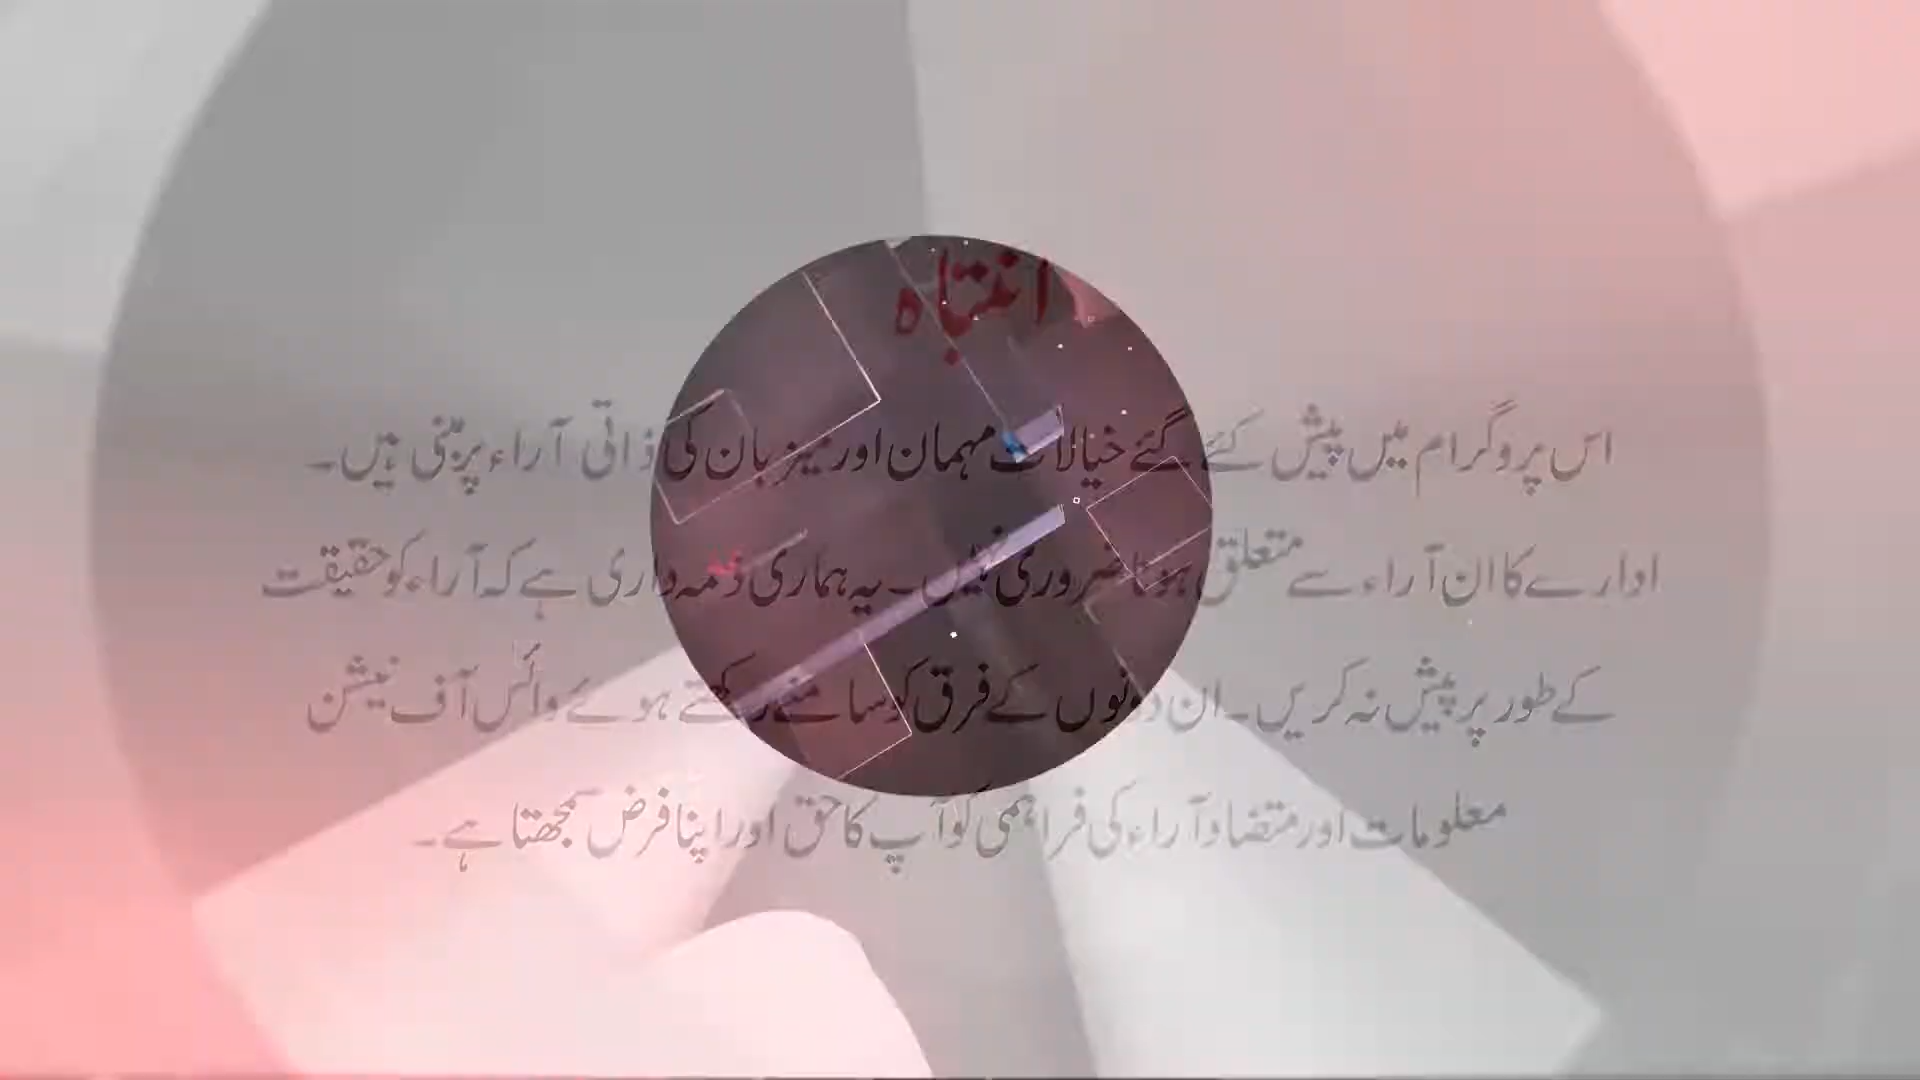 انتباہ
اس پروگرام میں پیش کئے گئے خیالات مہمان اور میزبان کی ذاتی آراء پر مبنی ہیں۔
ادارے کا ان آراء سے متعلق ہونا ضروری نہیں۔ یہ ہماری ذمہ داری ہے کہ آراء کو حقیقت
کے طور پر پیش نہ کریں۔ ان دونوں کے فرق کو سامنے رکھتے ہوئے وائس آف نیشن
معلومات اور متضاد آراء کی فراہمی کو آپ کا حق اور اپنا فرض سمجھتا ہے۔